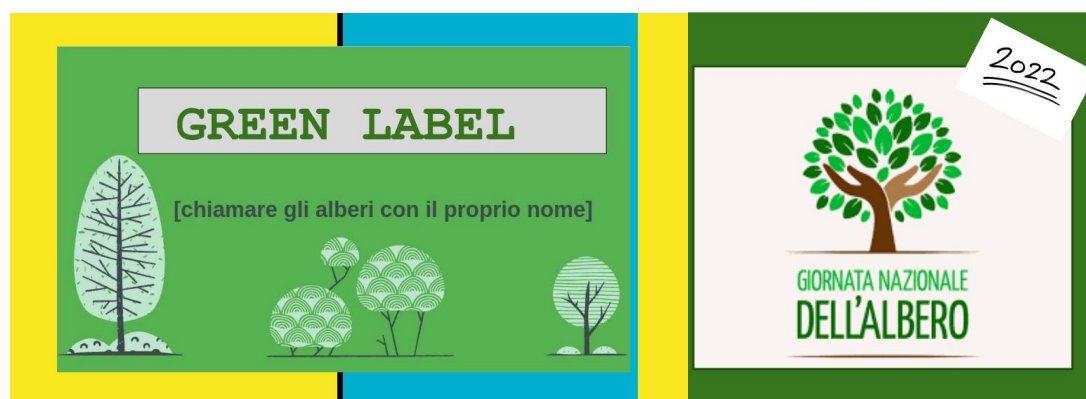 GREEN LABEL
[chiamare gli alberi con il proprio nome]
2022
GIORNATA NAZIONALE
DELL'ALBERO